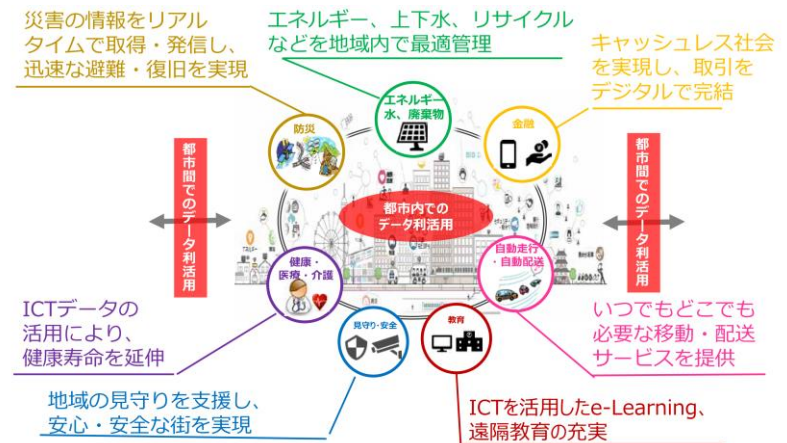 災害の情報をリアル
タイムで取得・発信し、
迅速な避難・復旧を実現
エネルギー、上下水、リサイクル
などを地域内で最適管理
キャッシュレス社会
を実現し、取引を
デジタルで完結
防災
エネルギー
水、廃棄物
金融
都市間でのデータ利活用
都市内での
データ利活用
都市間でのデータ利活用
健康・
医療・介護
自動走行
・自動配送
見守り・安全
教育
ICTデータの
活用により、
健康寿命を延伸
いつでもどこでも
必要な移動・配送
サービスを提供
地域の見守りを支援し、
安心・安全な街を実現
ICTを活用したe-Learning、
遠隔教育の充実